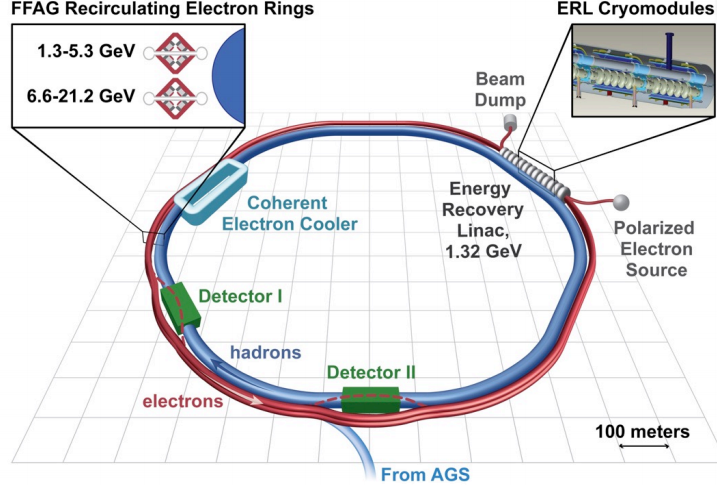 FFAG Recirculating Electron Rings
1.3-5.3 GeV
6.6-21.2 GeV
ERL Cryomodules
Beam
Dump
Energy
Recovery
Linac,
1.32 GeV
Polarized
Electron
Source
Coherent
Electron Cooler
Detector I
hadrons
Detector II
electrons
100 meters
From AGS